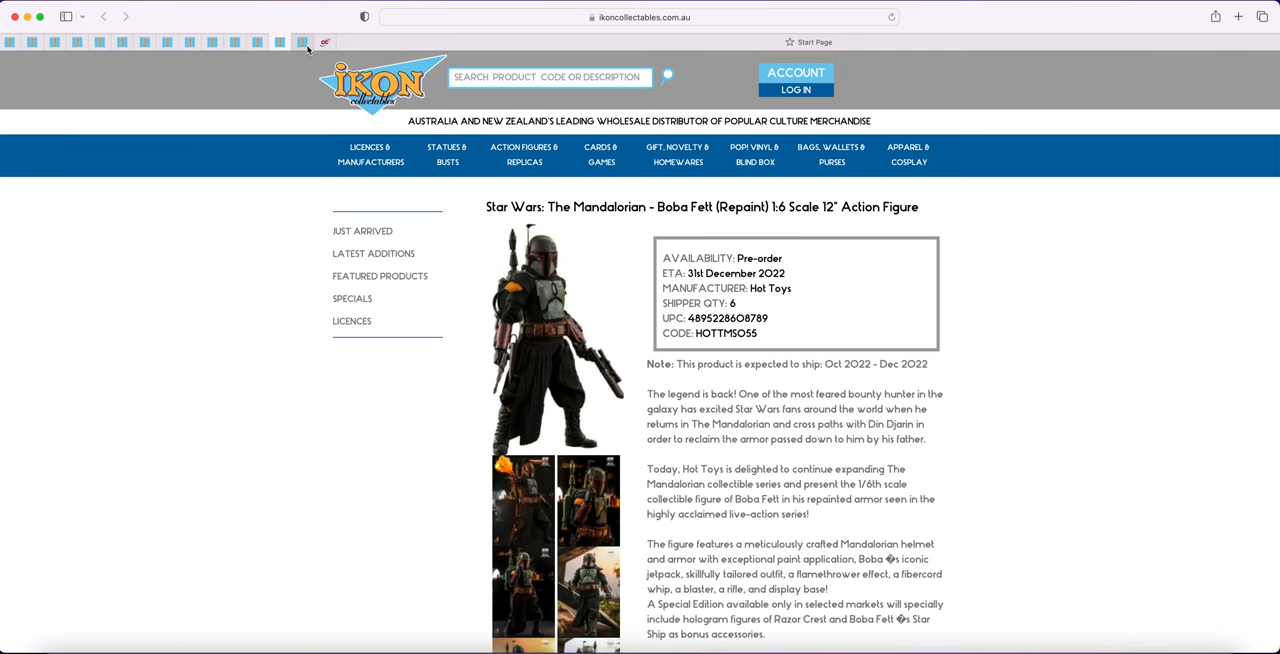 ikoncollectables.com.au
Start Page
iKON
collectables
SEARCH PRODUCT CODE OR DESCRIPTION
ACCOUNT
LOG IN
AUSTRALIA AND NEW ZEALAND'S LEADING WHOLESALE DISTRIBUTOR OF POPULAR CULTURE MERCHANDISE
LICENCES & MANUFACTURERS
STATUES & BUSTS
ACTION FIGURES & REPLICAS
CARDS & GAMES
GIFT, NOVELTY & HOMEWARES
POP! VINYL & BLIND BOX
BAGS, WALLETS & PURSES
APPAREL & COSPLAY
JUST ARRIVED
LATEST ADDITIONS
FEATURED PRODUCTS
SPECIALS
LICENCES
Star Wars: The Mandalorian - Boba Fett (Repaint) 1:6 Scale 12" Action Figure
AVAILABILITY: Pre-order
ETA: 31st December 2022
MANUFACTURER: Hot Toys
SHIPPER QTY: 6
UPC: 4895228608789
CODE: HOTTMS055
Note: This product is expected to ship: Oct 2022 - Dec 2022
The legend is back! One of the most feared bounty hunter in the
galaxy has excited Star Wars fans around the world when he
returns in The Mandalorian and cross paths with Din Djarin in
order to reclaim the armor passed down to him by his father.
Today, Hot Toys is delighted to continue expanding The
Mandalorian collectible series and present the 1/6th scale
collectible figure of Boba Fett in his repainted armor seen in the
highly acclaimed live-action series!
The figure features a meticulously crafted Mandalorian helmet
and armor with exceptional paint application, Boba �s iconic
jetpack, skillfully tailored outfit, a flamethrower effect, a fibercord
whip, a blaster, a rifle, and display base!
A Special Edition available only in selected markets will specially
include hologram figures of Razor Crest and Boba Fett �s Star
Ship as bonus accessories.